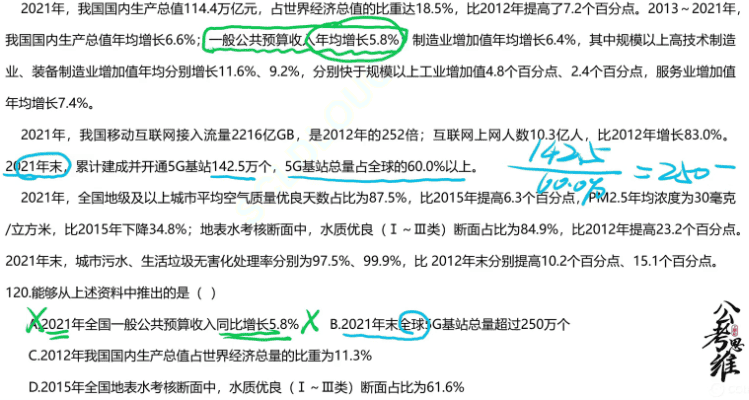 2021年，我国国内生产总值114.4万亿元，占世界经济总值的比重达18.5%，比2012年提高了7.2个百分点。2013～2021年，
我国国内生产总值年均增长6.6%；一般公共预算收入年均增长5.8%，制造业增加值年均增长6.4%，其中规模以上高技术制造
业、装备制造业增加值年均分别增长11.6%、9.2%，分别快于规模以上工业增加值4.8个百分点、2.4个百分点，服务业增加值
年均增长7.4%。
2021年，我国移动互联网接入流量2216亿GB，是2012年的252倍；互联网上网人数10.3亿人，比2012年增长83.0%。
2021年末，累计建成并开通5G基站142.5万个，5G基站总量占全球的60.0%以上。
142.5
60.0%
=250-
2021年，全国地级及以上城市平均空气质量优良天数占比为87.5%，比2015年提高6.3个百分点，PM2.5年均浓度为30毫克
/立方米，比2015年下降34.8%；地表水考核断面中，水质优良（Ⅰ～Ⅲ类）断面占比为84.9%，比2012年提高23.2个百分点。
2021年末，城市污水、生活垃圾无害化处理率分别为97.5%、99.9%，比 2012年末分别提高10.2个百分点、15.1个百分点。
120.能够从上述资料中推出的是（ ）
A.2021年全国一般公共预算收入同比增长5.8% X B.2021年末全球5G基站总量超过250万个
C.2012年我国国内生产总值占世界经济总量的比重为11.3%
D.2015年全国地表水考核断面中，水质优良（Ⅰ～Ⅲ类）断面占比为61.6%
公考思维